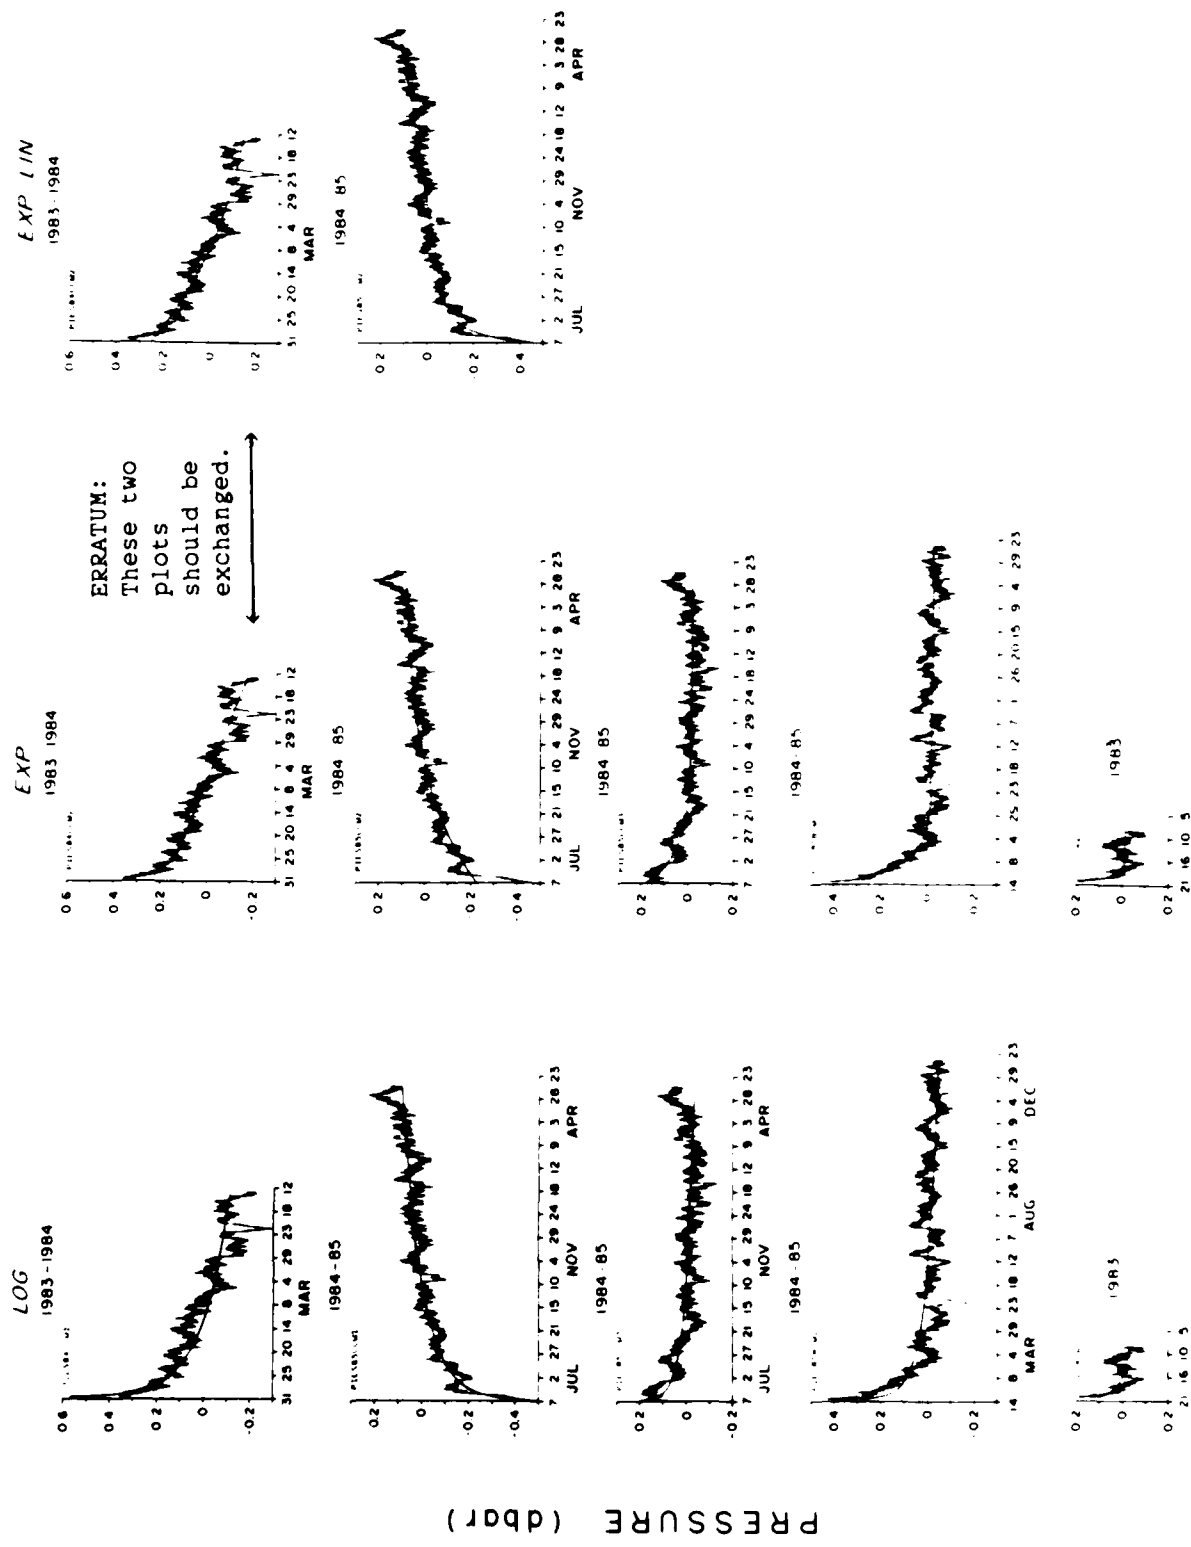 PRESSURE (dbar)
LOG
1983-1984
0.6
0.4
0.2
0
31 25 20 14 8 4 29 23 18 12
MAR
1984-85
0.2
0
-0.2
-0.4
7 2 27 21 15 10 4 29 24 18 12 9 3 28 23
JUL NOV APR
1984-85
0.2
0
-0.2
7 2 27 21 15 10 4 29 24 18 12 9 3 28 23
JUL NOV APR
1984-85
0.4
0.2
0
-0.2
14 8 4 29 23 18 12 7 1 26 20 15 9 4 29 23
MAR AUG DEC
1983
0 2
0
0 2
21 16 10 5
EXP
1983 1984
0 6
0 4
0 2
0
-0 2
31 25 20 14 8 4 29 23 18 12
MAR
1984 85
0 2
0
-0 2
-0 4
7 2 27 21 15 10 4 29 24 18 12 9 3 28 23
JUL NOV APR
1984 85
0 2
0
0 2
7 2 27 21 15 10 4 29 24 18 12 9 3 28 23
1984-85
0 4
0 2
0
0 2
14 8 4 25 23 18 12 7 1 26 20 15 9 4 29 23
1983
0 2
0
0 2
21 16 10 5
ERRATUM:
These two
plots
should be
exchanged.
EXP LIN
1983-1984
0 6
0 4
0 2
0
0 2
31 25 20 14 8 4 29 23 18 12
MAR
1984 85
0 2
0
-0 2
0 4
7 2 27 21 15 10 4 29 24 18 12 9 3 28 23
JUL NOV APR